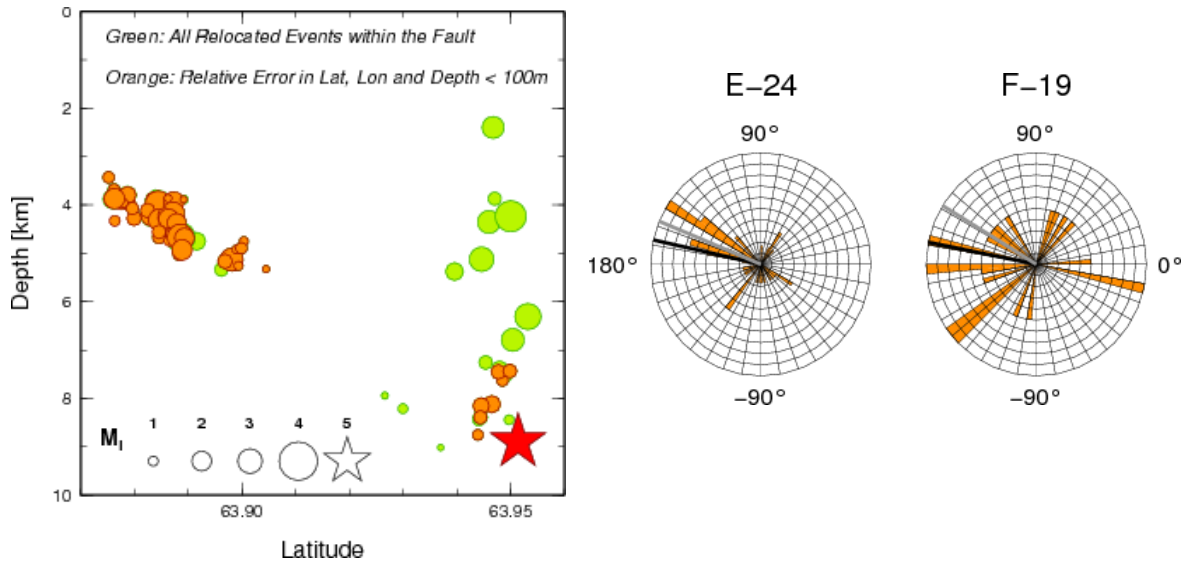 0
Green: All Relocated Events within the Fault
Orange: Relative Error in Lat, Lon and Depth < 100m
2
4
6
8
10
Depth [km]
Ml
1 2 3 4 5
63.90 63.95
Latitude
E−24
90°
180°
−90°
F−19
90°
0°
−90°